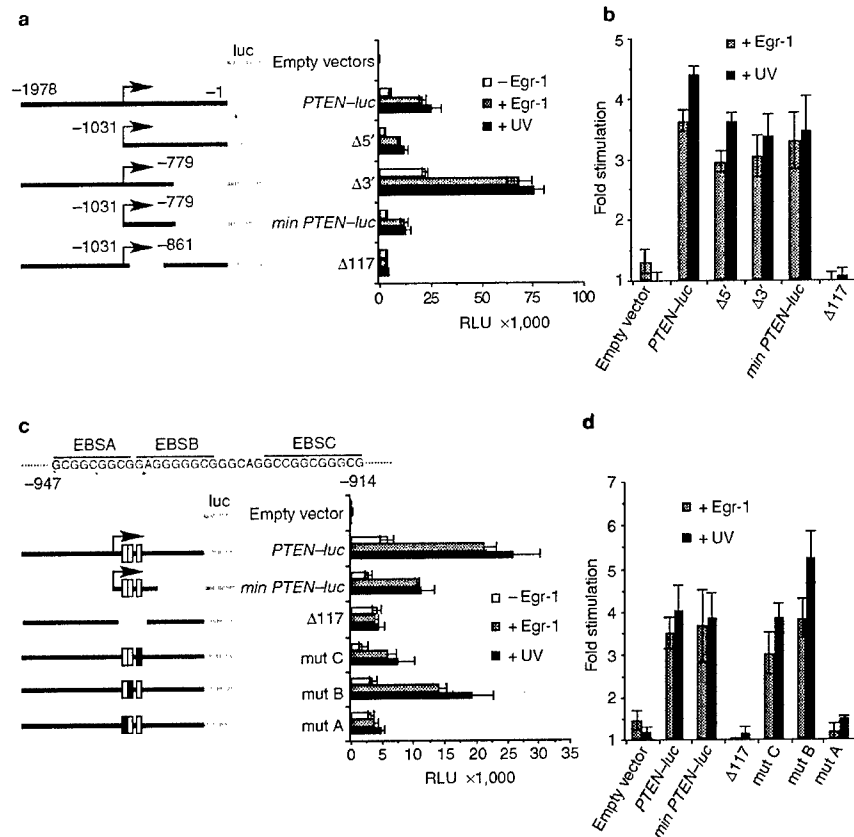 a
luc
Empty vectors
−1978
−1
PTEN–luc
−1031
Δ5′
−779
Δ3′
−1031
−779
min PTEN–luc
−1031
−861
Δ117
− Egr-1
+ Egr-1
+ UV
0 25 50 75 100
RLU ×1,000
b
Fold stimulation
5
4
3
2
1
+ Egr-1
+ UV
Empty vector
PTEN–luc
Δ5′
Δ3′
min PTEN–luc
Δ117
c
EBSA EBSB EBSC
GCGGCGGCGGAGGGGGCGGGCAGGCCGGCGGGCG
−947
−914
luc
Empty vector
PTEN–luc
min PTEN–luc
Δ117
mut C
mut B
mut A
− Egr-1
+ Egr-1
+ UV
0 5 10 15 20 25 30 35
RLU ×1,000
d
Fold stimulation
7
6
5
4
3
2
1
+ Egr-1
+ UV
Empty vector
PTEN–luc
min PTEN–luc
Δ117
mut C
mut B
mut A